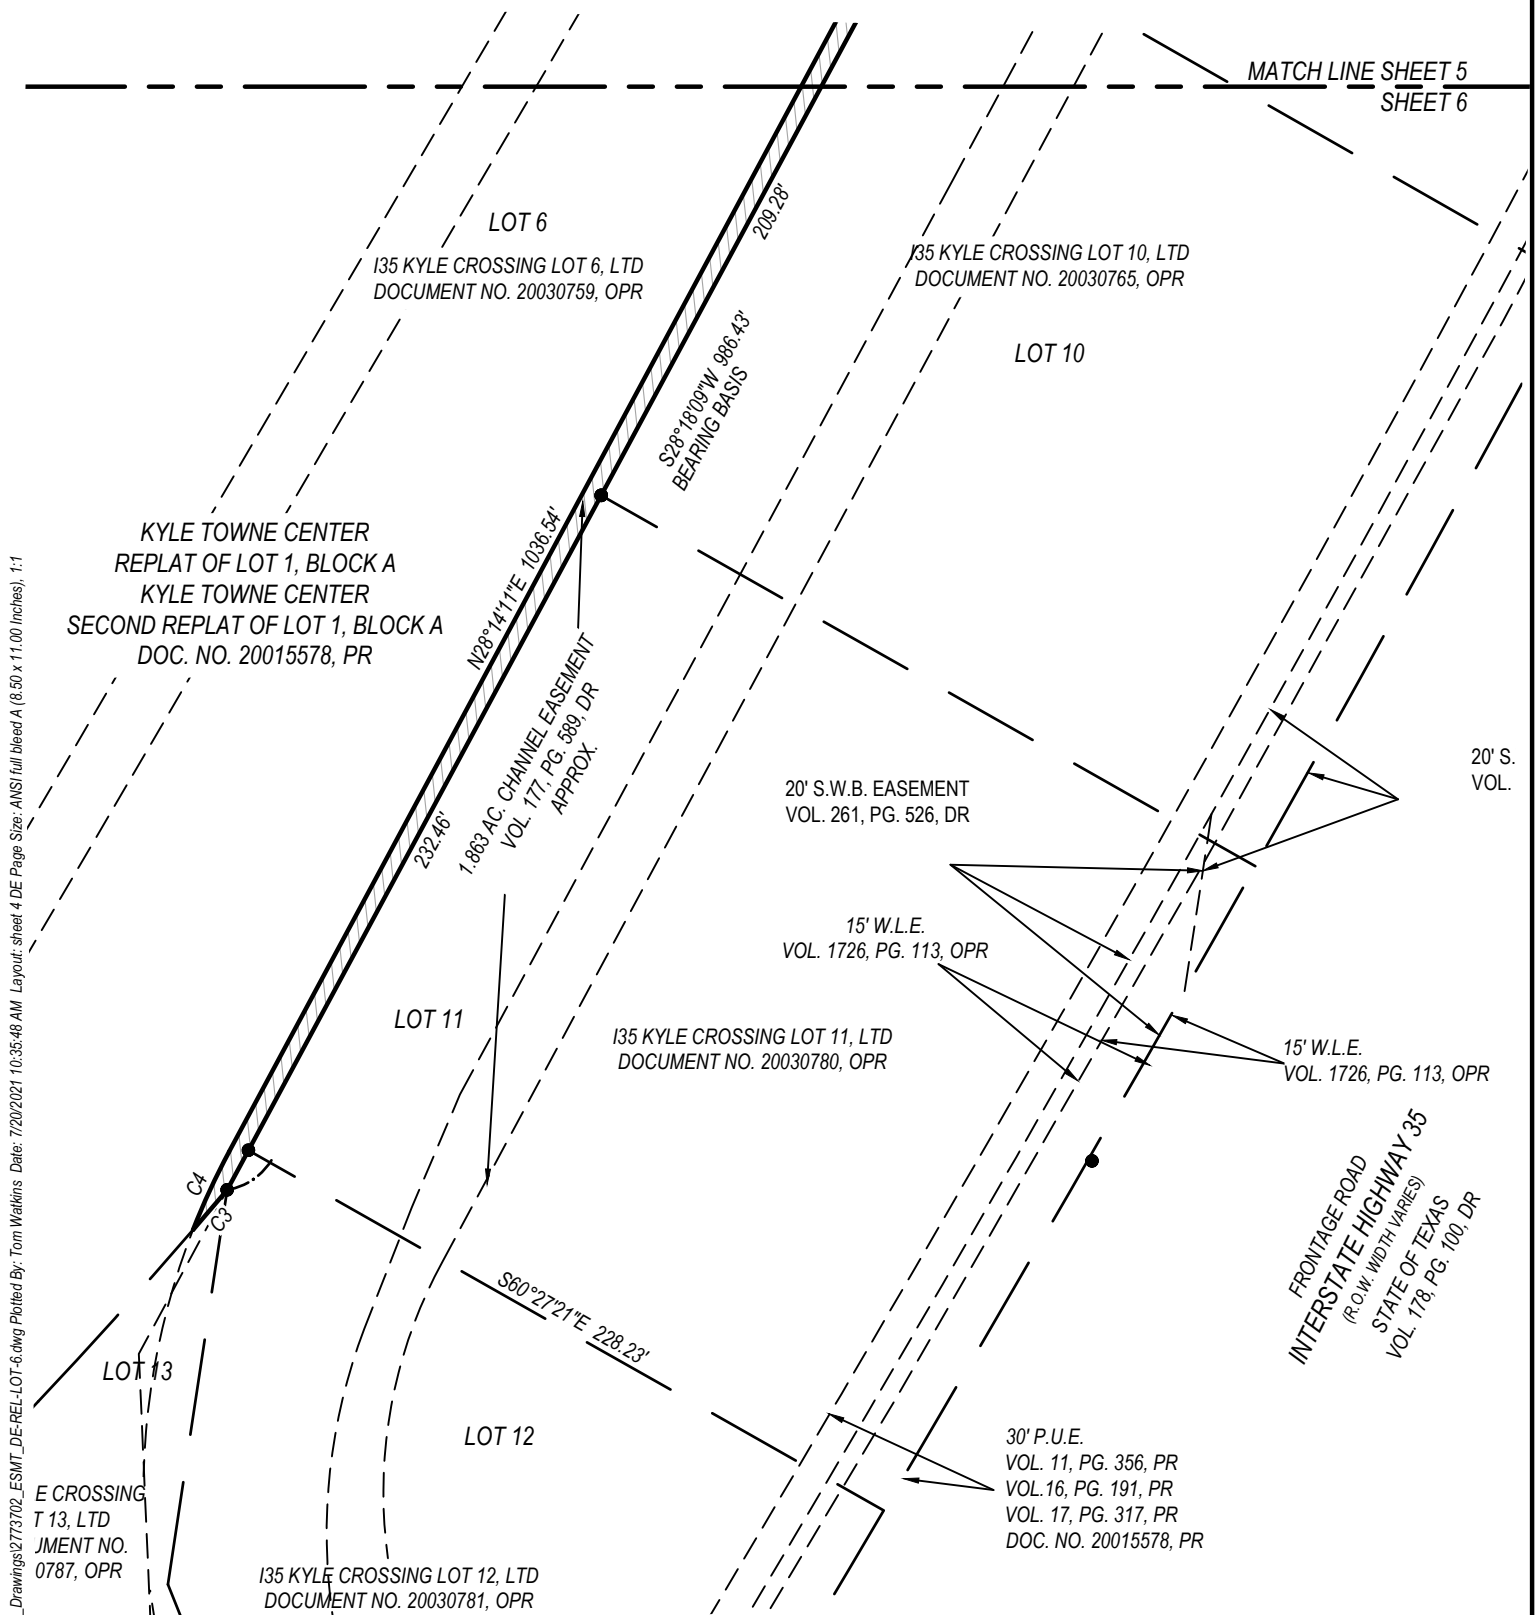 MATCH LINE SHEET 5
SHEET 6
LOT 6
I35 KYLE CROSSING LOT 6, LTD
DOCUMENT NO. 20030759, OPR
209.28'
I35 KYLE CROSSING LOT 10, LTD
DOCUMENT NO. 20030765, OPR
LOT 10
S28°18'09"W 986.43'
BEARING BASIS
KYLE TOWNE CENTER
REPLAT OF LOT 1, BLOCK A
KYLE TOWNE CENTER
SECOND REPLAT OF LOT 1, BLOCK A
DOC. NO. 20015578, PR
N28°14'11"E 1036.54'
1.863 AC. CHANNEL EASEMENT
VOL. 177, PG. 589, DR
APPROX.
232.46'
20' S.W.B. EASEMENT
VOL. 261, PG. 526, DR
20' S.
VOL.
15' W.L.E.
VOL. 1726, PG. 113, OPR
LOT 11
I35 KYLE CROSSING LOT 11, LTD
DOCUMENT NO. 20030780, OPR
15' W.L.E.
VOL. 1726, PG. 113, OPR
C4
C3
FRONTAGE ROAD
INTERSTATE HIGHWAY 35
(R.O.W. WIDTH VARIES)
STATE OF TEXAS
VOL. 178, PG. 100, DR
S60°27'21"E 228.23'
LOT 13
LOT 12
30' P.U.E.
VOL. 11, PG. 356, PR
VOL.16, PG. 191, PR
VOL. 17, PG. 317, PR
DOC. NO. 20015578, PR
E CROSSING
T 13, LTD
UMENT NO.
0787, OPR
I35 KYLE CROSSING LOT 12, LTD
DOCUMENT NO. 20030781, OPR
_Drawings\2773702_ESMT_DE-REL-LOT-6.dwg Plotted By: Tom Watkins Date: 7/20/2021 10:35:48 AM Layout: sheet 4 DE Page Size: ANSI full bleed A (8.50 x 11.00 Inches), 1:1